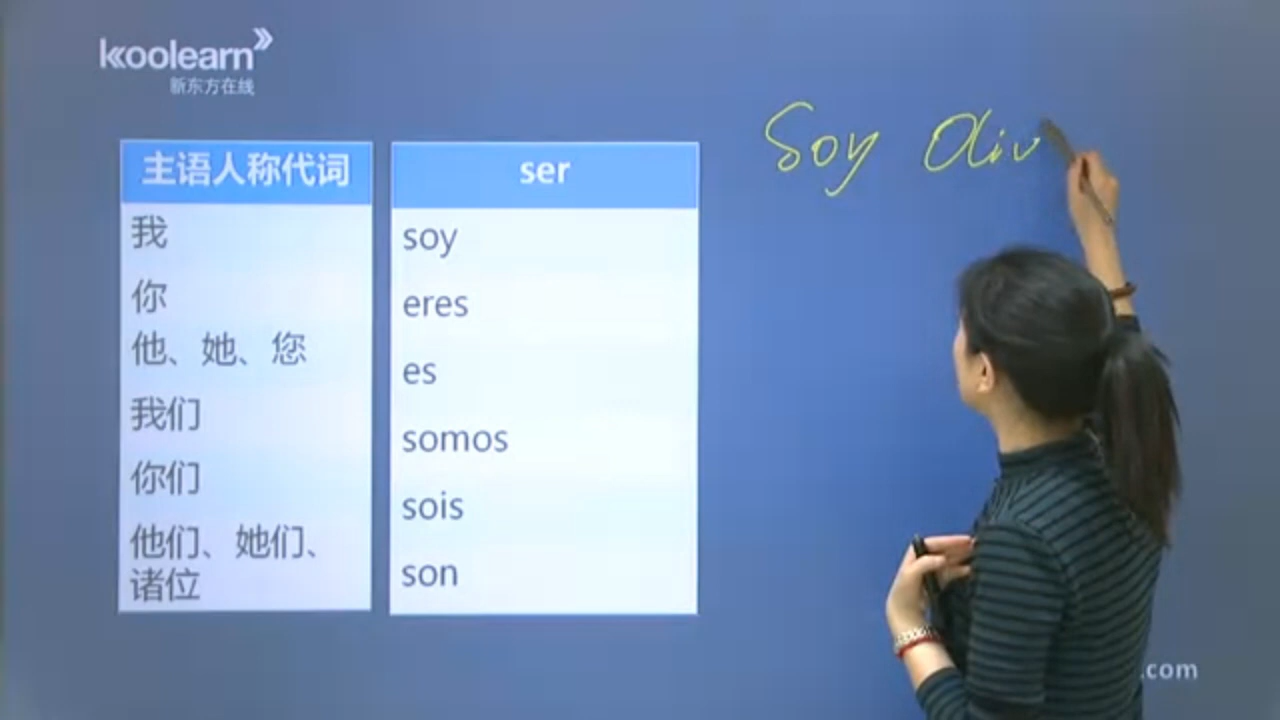 koolearn
新东方在线
Soy Oliv
主语人称代词
ser
我
soy
你
eres
他、她、您
es
我们
somos
你们
sois
他们、她们、
诸位
son
.com